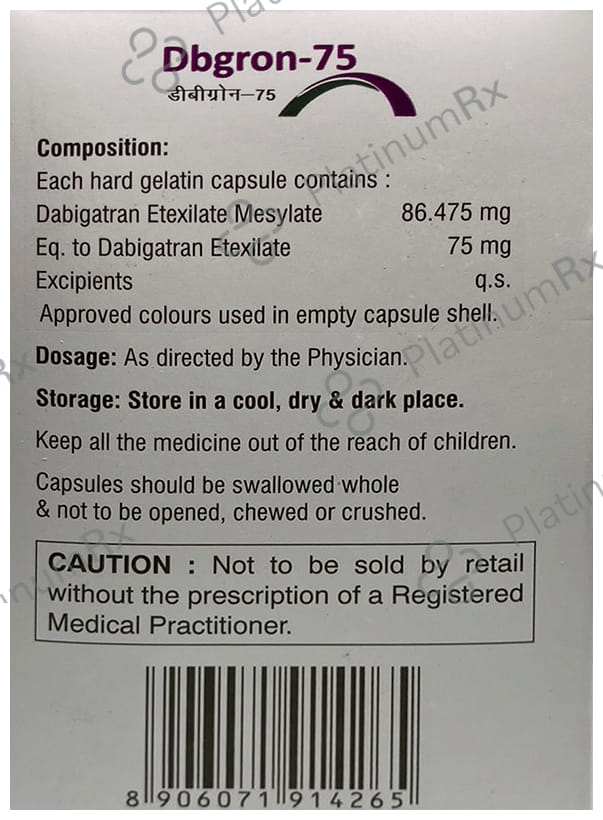 Dbgron-75
डीबीग्रोन–75
Composition:
Each hard gelatin capsule contains :
Dabigatran Etexilate Mesylate 86.475 mg
Eq. to Dabigatran Etexilate 75 mg
Excipients q.s.
Approved colours used in empty capsule shell.
Dosage: As directed by the Physician.
Storage: Store in a cool, dry & dark place.
Keep all the medicine out of the reach of children.
Capsules should be swallowed whole
& not to be opened, chewed or crushed.
CAUTION : Not to be sold by retail
without the prescription of a Registered
Medical Practitioner.
8 906071 914265
PlatinumRx
PlatinumRx
PlatinumRx